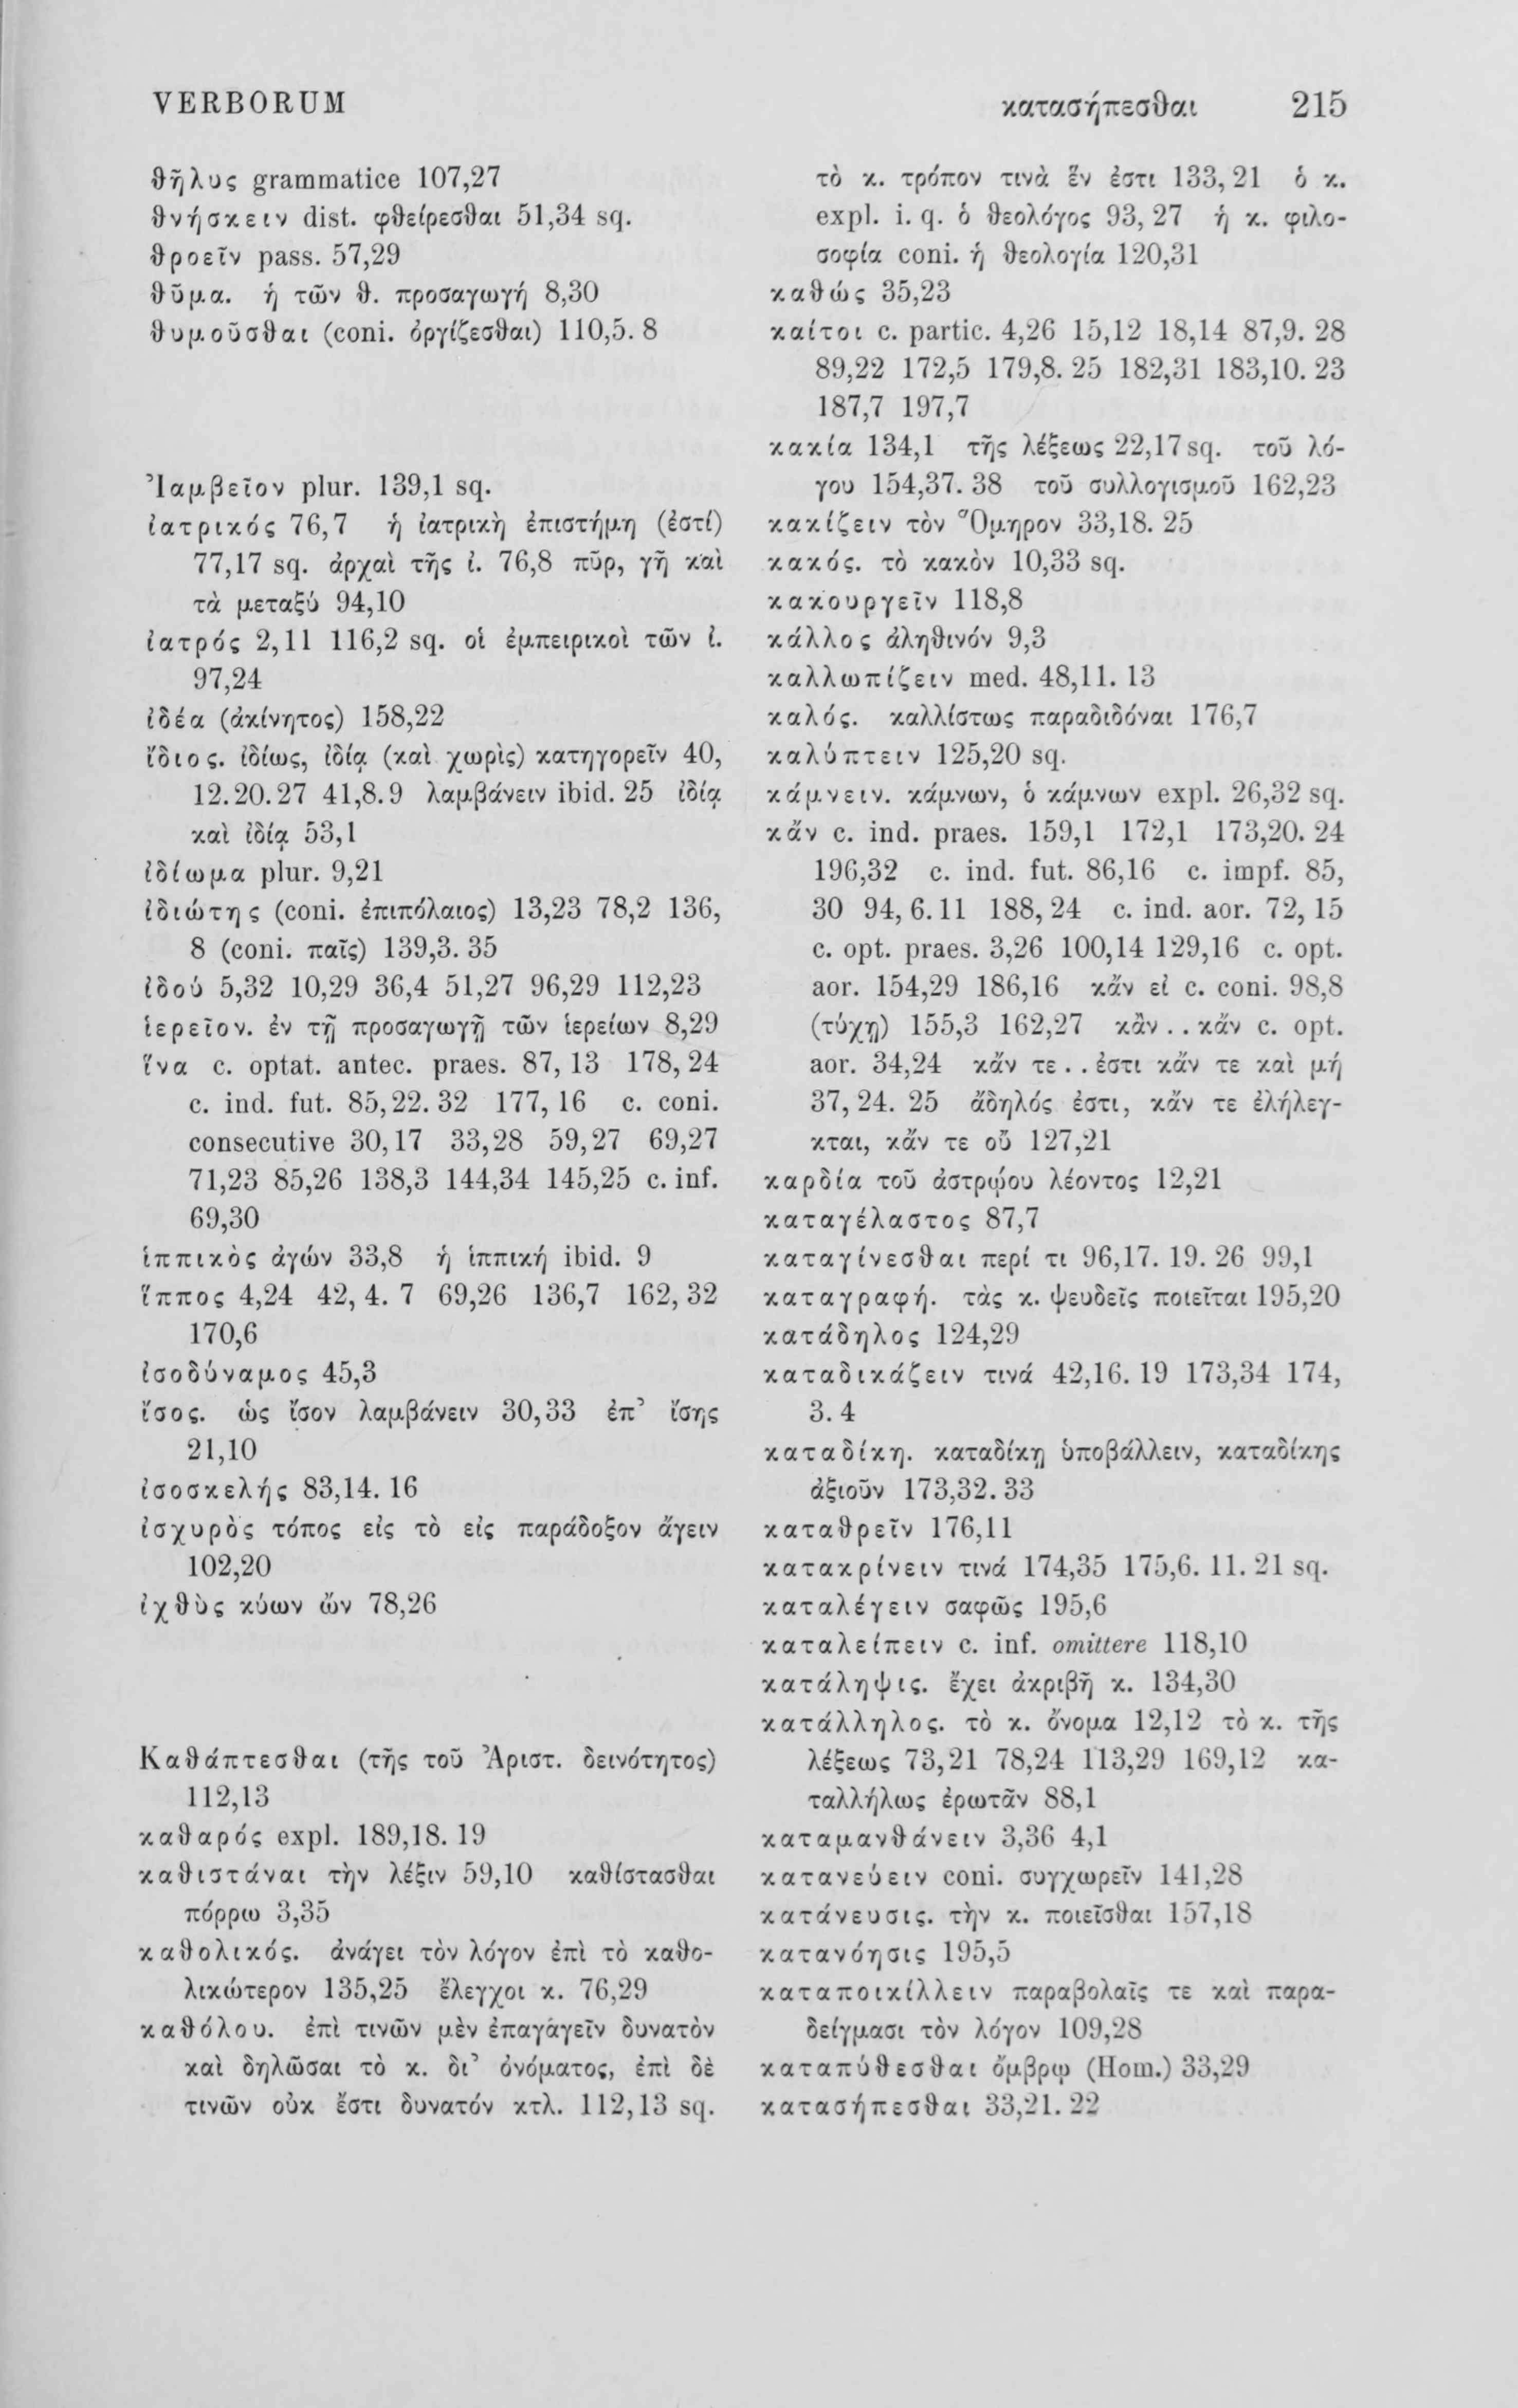 VERBORUM κατασήπεσθαι 215
θῆλυς grammatice 107,27
θνήσκειν dist. φθείρεσθαι 51,34 sq.
θροεῖν pass. 57,29
θῦμα. ἡ τῶν θ. προσαγωγή 8,30
θυμοῦσθαι (coni. ὀργίζεσθαι) 110,5. 8
Ἰαμβεῖον plur. 139,1 sq.
ἰατρικός 76,7 ἡ ἰατρικὴ ἐπιστήμη (ἐστί)
77,17 sq. ἀρχαὶ τῆς ἰ. 76,8 πῦρ, γῆ καὶ
τὰ μεταξύ 94,10
ἰατρός 2,11 116,2 sq. οἱ ἐμπειρικοὶ τῶν ἰ.
97,24
ἰδέα (ἀκίνητος) 158,22
ἴδιος. ἰδίως, ἰδίᾳ (καὶ χωρὶς) κατηγορεῖν 40,
12. 20. 27 41,8. 9 λαμβάνειν ibid. 25 ἰδίᾳ
καὶ ἰδίᾳ 53,1
ἰδίωμα plur. 9,21
ἰδιώτης (coni. ἐπιπόλαιος) 13,23 78,2 136,
8 (coni. παῖς) 139,3. 35
ἰδού 5,32 10,29 36,4 51,27 96,29 112,23
ἱερεῖον. ἐν τῇ προσαγωγῇ τῶν ἱερείων 8,29
ἵνα c. optat. antec. praes. 87,13 178,24
c. ind. fut. 85,22. 32 177,16 c. coni.
consecutive 30,17 33,28 59,27 69,27
71,23 85,26 138,3 144,34 145,25 c. inf.
69,30
ἱππικὸς ἀγών 33,8 ἡ ἱππική ibid. 9
ἵππος 4,24 42,4. 7 69,26 136,7 162,32
170,6
ἰσοδύναμος 45,3
ἴσος. ὡς ἴσον λαμβάνειν 30,33 ἐπ’ ἴσης
21,10
ἰσοσκελής 83,14. 16
ἰσχυρὸς τόπος εἰς τὸ εἰς παράδοξον ἄγειν
102,20
ἰχθὺς κύων ὤν 78,26
Καθάπτεσθαι (τῆς τοῦ Ἀριστ. δεινότητος)
112,13
καθαρός expl. 189,18. 19
καθιστάναι τὴν λέξιν 59,10 καθίστασθαι
πόρρω 3,35
καθολικός. ἀνάγει τὸν λόγον ἐπὶ τὸ καθο-
λικώτερον 135,25 ἔλεγχοι κ. 76,29
καθόλου. ἐπὶ τινῶν μὲν ἐπαγαγεῖν δυνατὸν
καὶ δηλῶσαι τὸ κ. δι’ ὀνόματος, ἐπὶ δὲ
τινῶν οὐκ ἔστι δυνατόν κτλ. 112,13 sq.
τὸ κ. τρόπον τινὰ ἕν ἐστι 133,21 ὁ κ.
expl. i. q. ὁ θεολόγος 93,27 ἡ κ. φιλο-
σοφία coni. ἡ θεολογία 120,31
καθώς 35,23
καίτοι c. partic. 4,26 15,12 18,14 87,9. 28
89,22 172,5 179,8. 25 182,31 183,10. 23
187,7 197,7
κακία 134,1 τῆς λέξεως 22,17 sq. τοῦ λό-
γου 154,37. 38 τοῦ συλλογισμοῦ 162,23
κακίζειν τὸν Ὅμηρον 33,18. 25
κακός. τὸ κακὸν 10,33 sq.
κακουργεῖν 118,8
κάλλος ἀληθινόν 9,3
καλλωπίζειν med. 48,11. 13
καλός. καλλίστως παραδιδόναι 176,7
καλύπτειν 125,20 sq.
κάμνειν. κάμνων, ὁ κάμνων expl. 26,32 sq.
κἄν c. ind. praes. 159,1 172,1 173,20. 24
196,32 c. ind. fut. 86,16 c. impf. 85,
30 94,6. 11 188,24 c. ind. aor. 72,15
c. opt. praes. 3,26 100,14 129,16 c. opt.
aor. 154,29 186,16 κἄν εἰ c. coni. 98,8
(τύχῃ) 155,3 162,27 κἂν . . κἄν c. opt.
aor. 34,24 κἄν τε . . ἐστι κἄν τε καὶ μή
37,24. 25 ἄδηλός ἐστι, κἄν τε ἐλήλεγ-
κται, κἄν τε οὔ 127,21
καρδία τοῦ ἀστρῴου λέοντος 12,21
καταγέλαστος 87,7
καταγίνεσθαι περί τι 96,17. 19. 26 99,1
καταγραφή. τὰς κ. ψευδεῖς ποιεῖται 195,20
κατάδηλος 124,29
καταδικάζειν τινά 42,16. 19 173,34 174,
3. 4
καταδίκη. καταδίκῃ ὑποβάλλειν, καταδίκης
ἀξιοῦν 173,32. 33
καταθρεῖν 176,11
κατακρίνειν τινά 174,35 175,6. 11. 21 sq.
καταλέγειν σαφῶς 195,6
καταλείπειν c. inf. omittere 118,10
κατάληψις. ἔχει ἀκριβῆ κ. 134,30
κατάλληλος. τὸ κ. ὄνομα 12,12 τὸ κ. τῆς
λέξεως 73,21 78,24 113,29 169,12 κα-
ταλλήλως ἐρωτᾶν 88,1
καταμανθάνειν 3,36 4,1
κατανεύειν coni. συγχωρεῖν 141,28
κατάνευσις. τὴν κ. ποιεῖσθαι 157,18
κατανόησις 195,5
καταποικίλλειν παραβολαῖς τε καὶ παρα-
δείγμασι τὸν λόγον 109,28
καταπύθεσθαι ὄμβρῳ (Hom.) 33,29
κατασήπεσθαι 33,21. 22